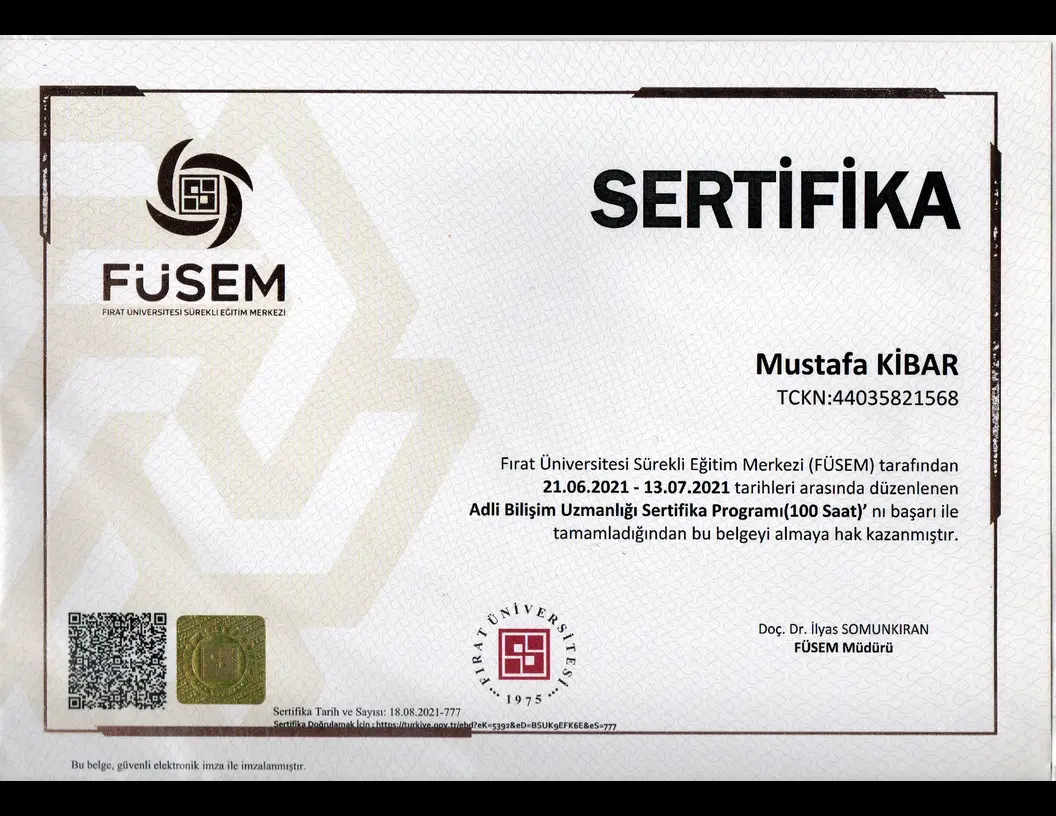 FÜSEM
FIRAT ÜNİVERSİTESİ SÜREKLİ EĞİTİM MERKEZİ
SERTİFİKA
Mustafa KİBAR
TCKN:44035821568
Fırat Üniversitesi Sürekli Eğitim Merkezi (FÜSEM) tarafından
21.06.2021 - 13.07.2021 tarihleri arasında düzenlenen
Adli Bilişim Uzmanlığı Sertifika Programı(100 Saat)’ nı başarı ile
tamamladığından bu belgeyi almaya hak kazanmıştır.
FIRAT ÜNİVERSİTESİ
1975
Doç. Dr. İlyas SOMUNKIRAN
FÜSEM Müdürü
Sertifika Tarih ve Sayısı: 18.08.2021-777
Sertifika Doğrulamak İçin : https://turkiye.gov.tr/ebd?eK=5392&eD=BSUK9EFK6E&eS=777
Bu belge, güvenli elektronik imza ile imzalanmıştır.